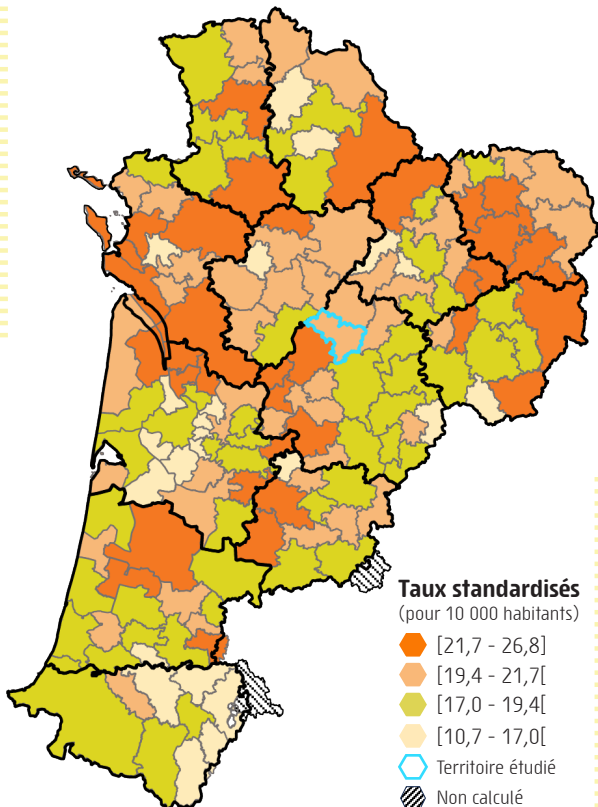 Taux standardisés
(pour 10 000 habitants)
[21,7 - 26,8]
[19,4 - 21,7[
[17,0 - 19,4[
[10,7 - 17,0[
Territoire étudié
Non calculé